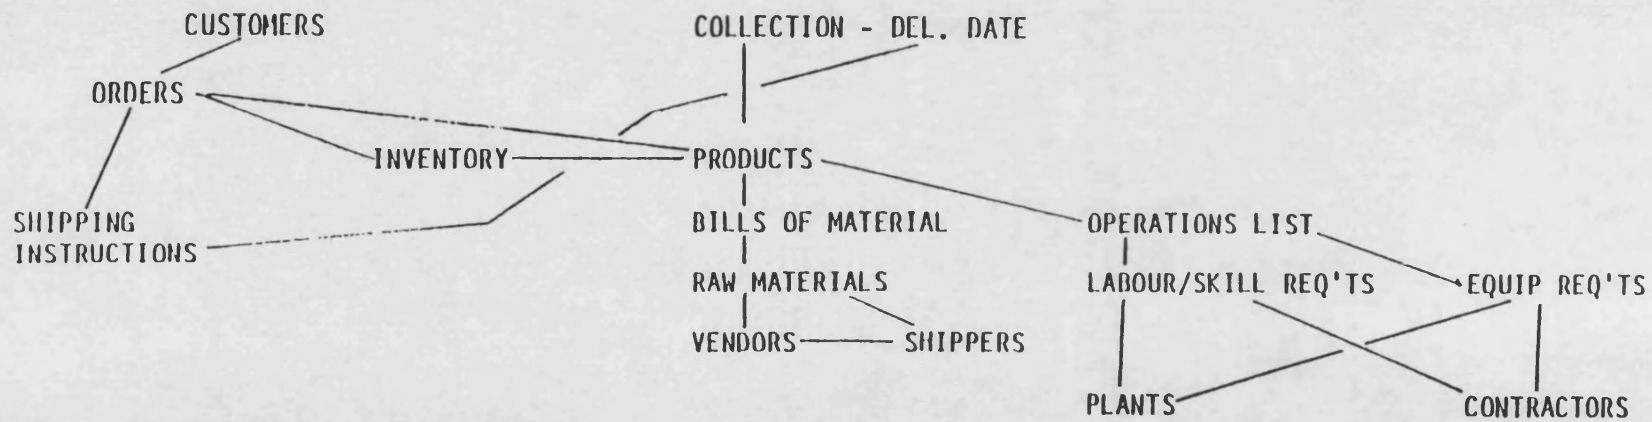 CUSTOMERS
COLLECTION - DEL. DATE
ORDERS
INVENTORY
PRODUCTS
SHIPPING
INSTRUCTIONS
BILLS OF MATERIAL
OPERATIONS LIST
RAW MATERIALS
LABOUR/SKILL REQ'TS
EQUIP REQ'TS
VENDORS
SHIPPERS
PLANTS
CONTRACTORS